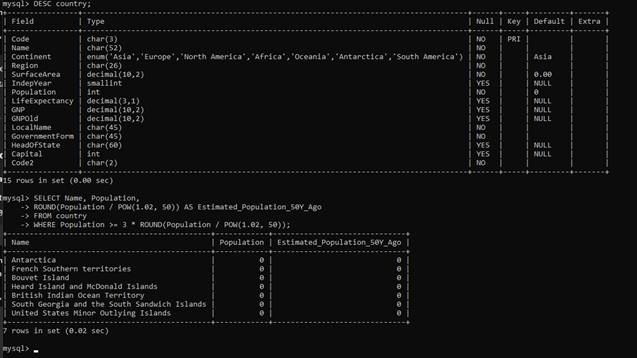 mysql> DESC country;
| Field | Type | Null | Key | Default | Extra |
| Code | char(3) | NO | PRI | | |
| Name | char(52) | NO | | | |
| Continent | enum('Asia','Europe','North America','Africa','Oceania','Antarctica','South America') | NO | | Asia | |
| Region | char(26) | NO | | | |
| SurfaceArea | decimal(10,2) | NO | | 0.00 | |
| IndepYear | smallint | YES | | NULL | |
| Population | int | NO | | 0 | |
| LifeExpectancy | decimal(3,1) | YES | | NULL | |
| GNP | decimal(10,2) | YES | | NULL | |
| GNPOld | decimal(10,2) | YES | | NULL | |
| LocalName | char(45) | NO | | | |
| GovernmentForm | char(45) | NO | | | |
| HeadOfState | char(60) | YES | | NULL | |
| Capital | int | YES | | NULL | |
| Code2 | char(2) | NO | | | |
15 rows in set (0.00 sec)
mysql> SELECT Name, Population,
-> ROUND(Population / POW(1.02, 50)) AS Estimated_Population_50Y_Ago
-> FROM country
-> WHERE Population >= 3 * ROUND(Population / POW(1.02, 50));
| Name | Population | Estimated_Population_50Y_Ago |
| Antarctica | 0 | 0 |
| French Southern territories | 0 | 0 |
| Bouvet Island | 0 | 0 |
| Heard Island and McDonald Islands | 0 | 0 |
| British Indian Ocean Territory | 0 | 0 |
| South Georgia and the South Sandwich Islands | 0 | 0 |
| United States Minor Outlying Islands | 0 | 0 |
7 rows in set (0.02 sec)
mysql>